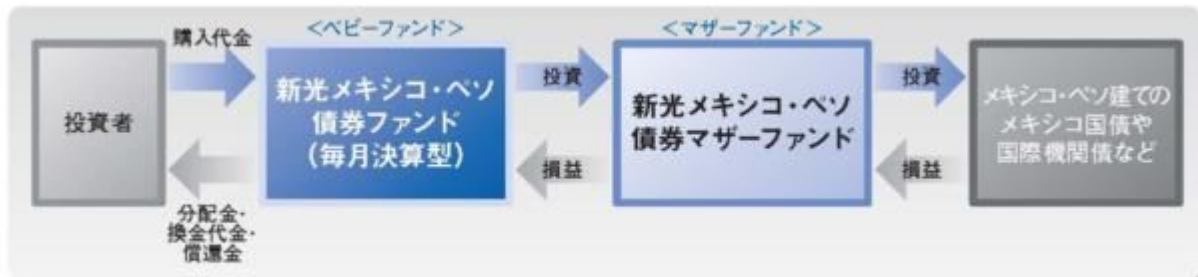 購入代金
<ベビーファンド>
<マザーファンド>
投資者
新光メキシコ・ペソ
債券ファンド
(毎月決算型)
投資
損益
新光メキシコ・ペソ
債券マザーファンド
投資
損益
メキシコ・ペソ建ての
メキシコ国債や
国際機関債など
分配金・
換金代金・
償還金